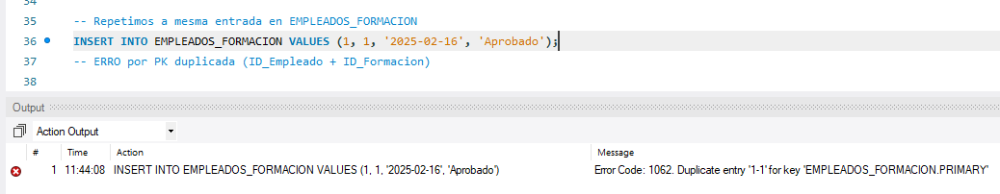 34
35 -- Repetimos a mesma entrada en EMPLEADOS_FORMACION
36 INSERT INTO EMPLEADOS_FORMACION VALUES (1, 1, '2025-02-16', 'Aprobado');
37 -- ERRO por PK duplicada (ID_Empleado + ID_Formacion)
38
Output
Action Output
# Time Action Message
1 11:44:08 INSERT INTO EMPLEADOS_FORMACION VALUES (1, 1, '2025-02-16', 'Aprobado') Error Code: 1062. Duplicate entry '1-1' for key 'EMPLEADOS_FORMACION.PRIMARY'